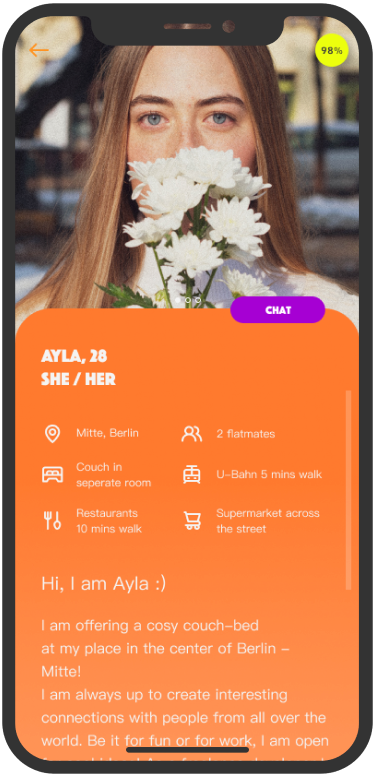 98%
CHAT
AYLA, 28
SHE / HER
Mitte, Berlin
2 flatmates
Couch in
seperate room
U-Bahn 5 mins walk
Restaurants
10 mins walk
Supermarket across
the street
Hi, I am Ayla :)
I am offering a cosy couch-bed
at my place in the center of Berlin -
Mitte!
I am always up to create interesting
connections with people from all over the
world. Be it for fun or for work, I am open